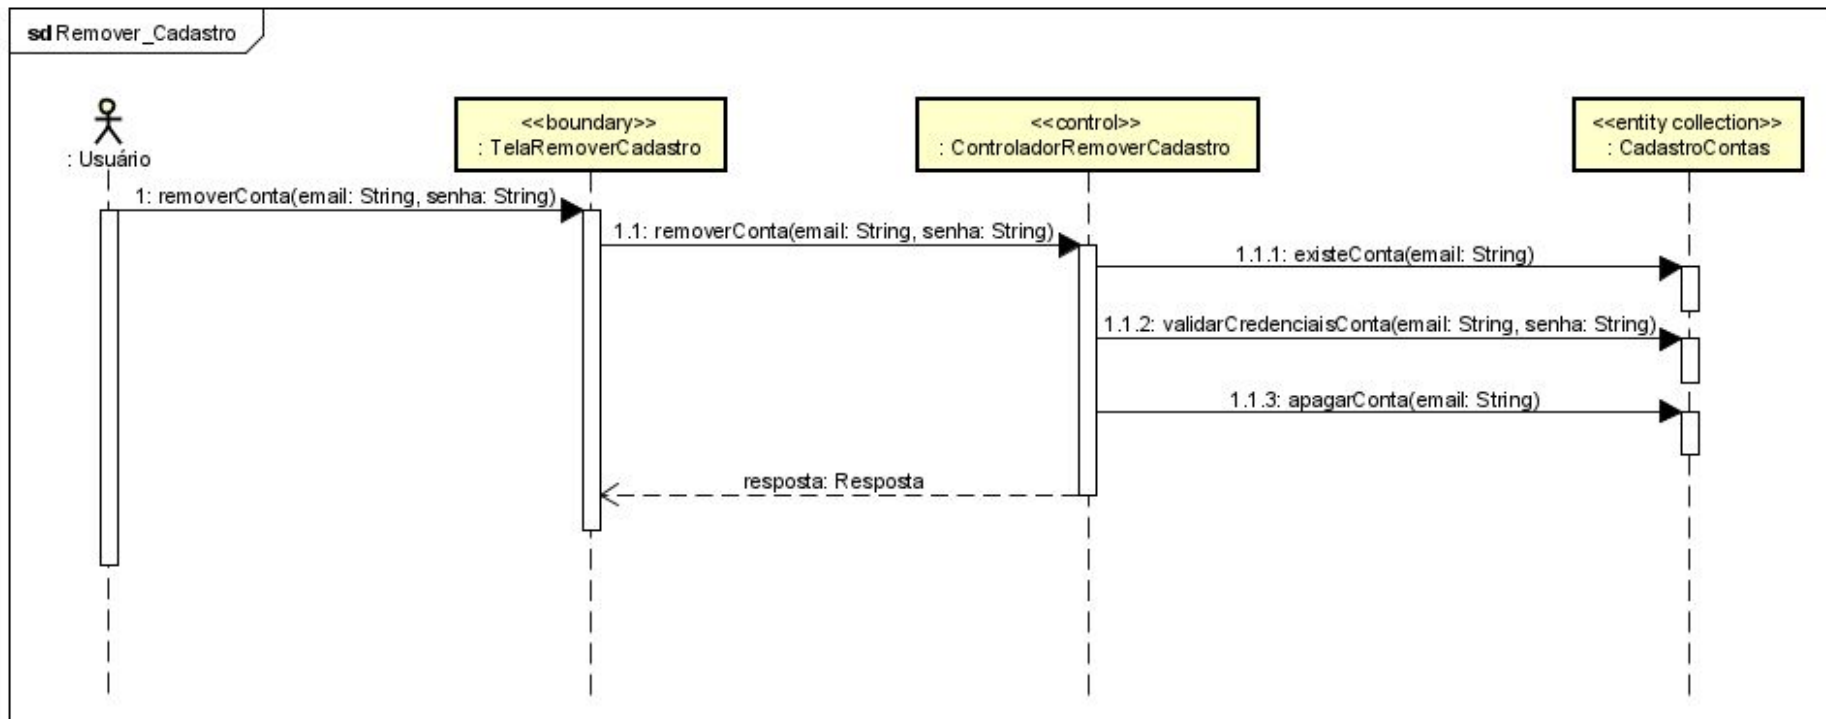 sd Remover_Cadastro
: Usuário
<<boundary>>
: TelaRemoverCadastro
<<control>>
: ControladorRemoverCadastro
<<entity collection>>
: CadastroContas
1: removerConta(email: String, senha: String)
1.1: removerConta(email: String, senha: String)
1.1.1: existeConta(email: String)
1.1.2: validarCredenciaisConta(email: String, senha: String)
1.1.3: apagarConta(email: String)
resposta: Resposta